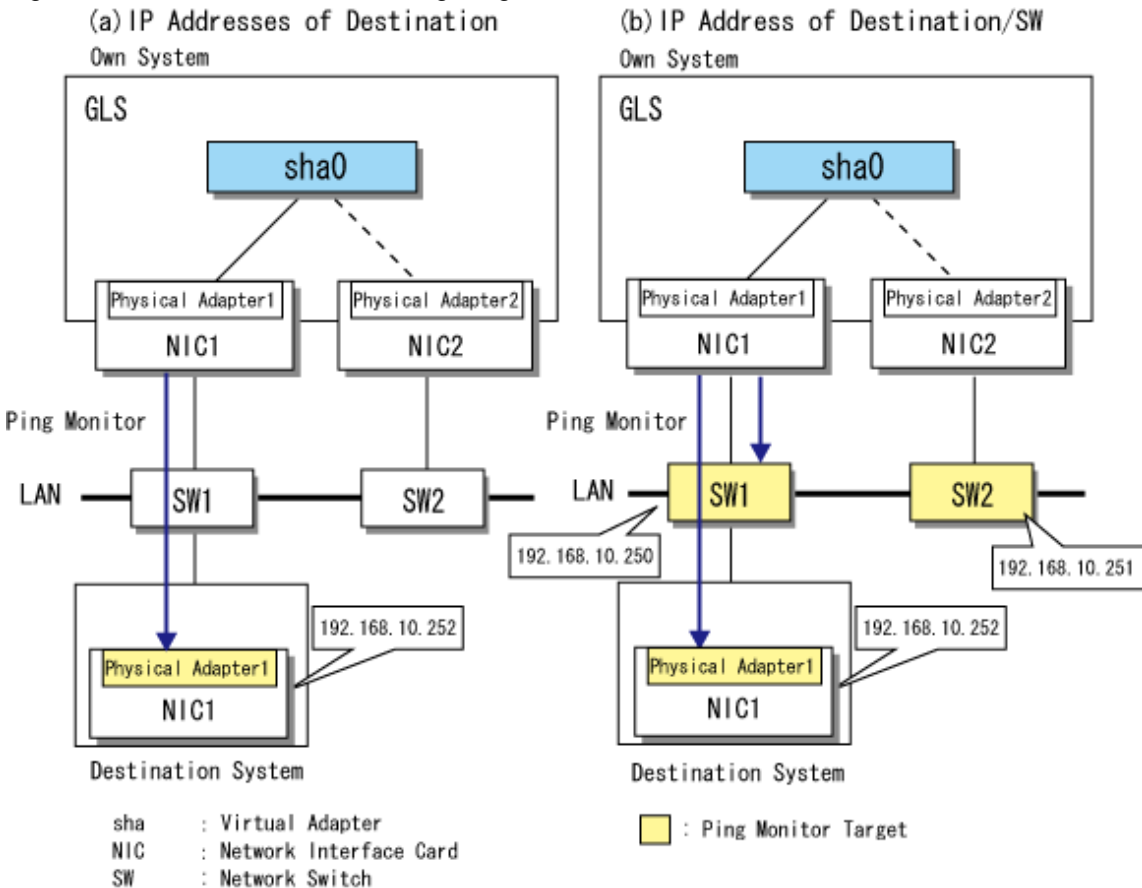 (a)IP Addresses of Destination
Own System
GLS
sha0
Physical Adapter1
NIC1
Physical Adapter2
NIC2
Ping Monitor
LAN
SW1
SW2
192.168.10.252
Physical Adapter1
NIC1
Destination System
(b)IP Address of Destination/SW
Own System
GLS
sha0
Physical Adapter1
NIC1
Physical Adapter2
NIC2
Ping Monitor
LAN
SW1
SW2
192.168.10.250
192.168.10.251
192.168.10.252
Physical Adapter1
NIC1
Destination System
sha : Virtual Adapter
NIC : Network Interface Card
SW : Network Switch
: Ping Monitor Target